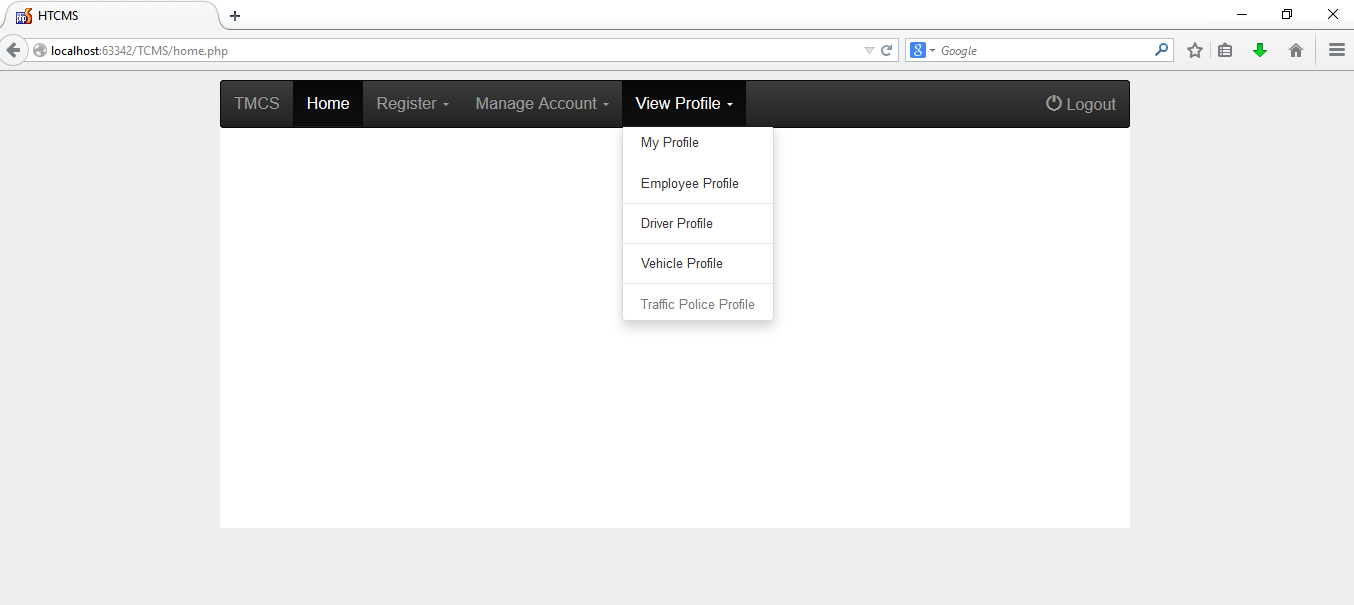 HTCMS
localhost:63342/TCMS/home.php
Google
TMCS Home Register Manage Account View Profile Logout
My Profile
Employee Profile
Driver Profile
Vehicle Profile
Traffic Police Profile